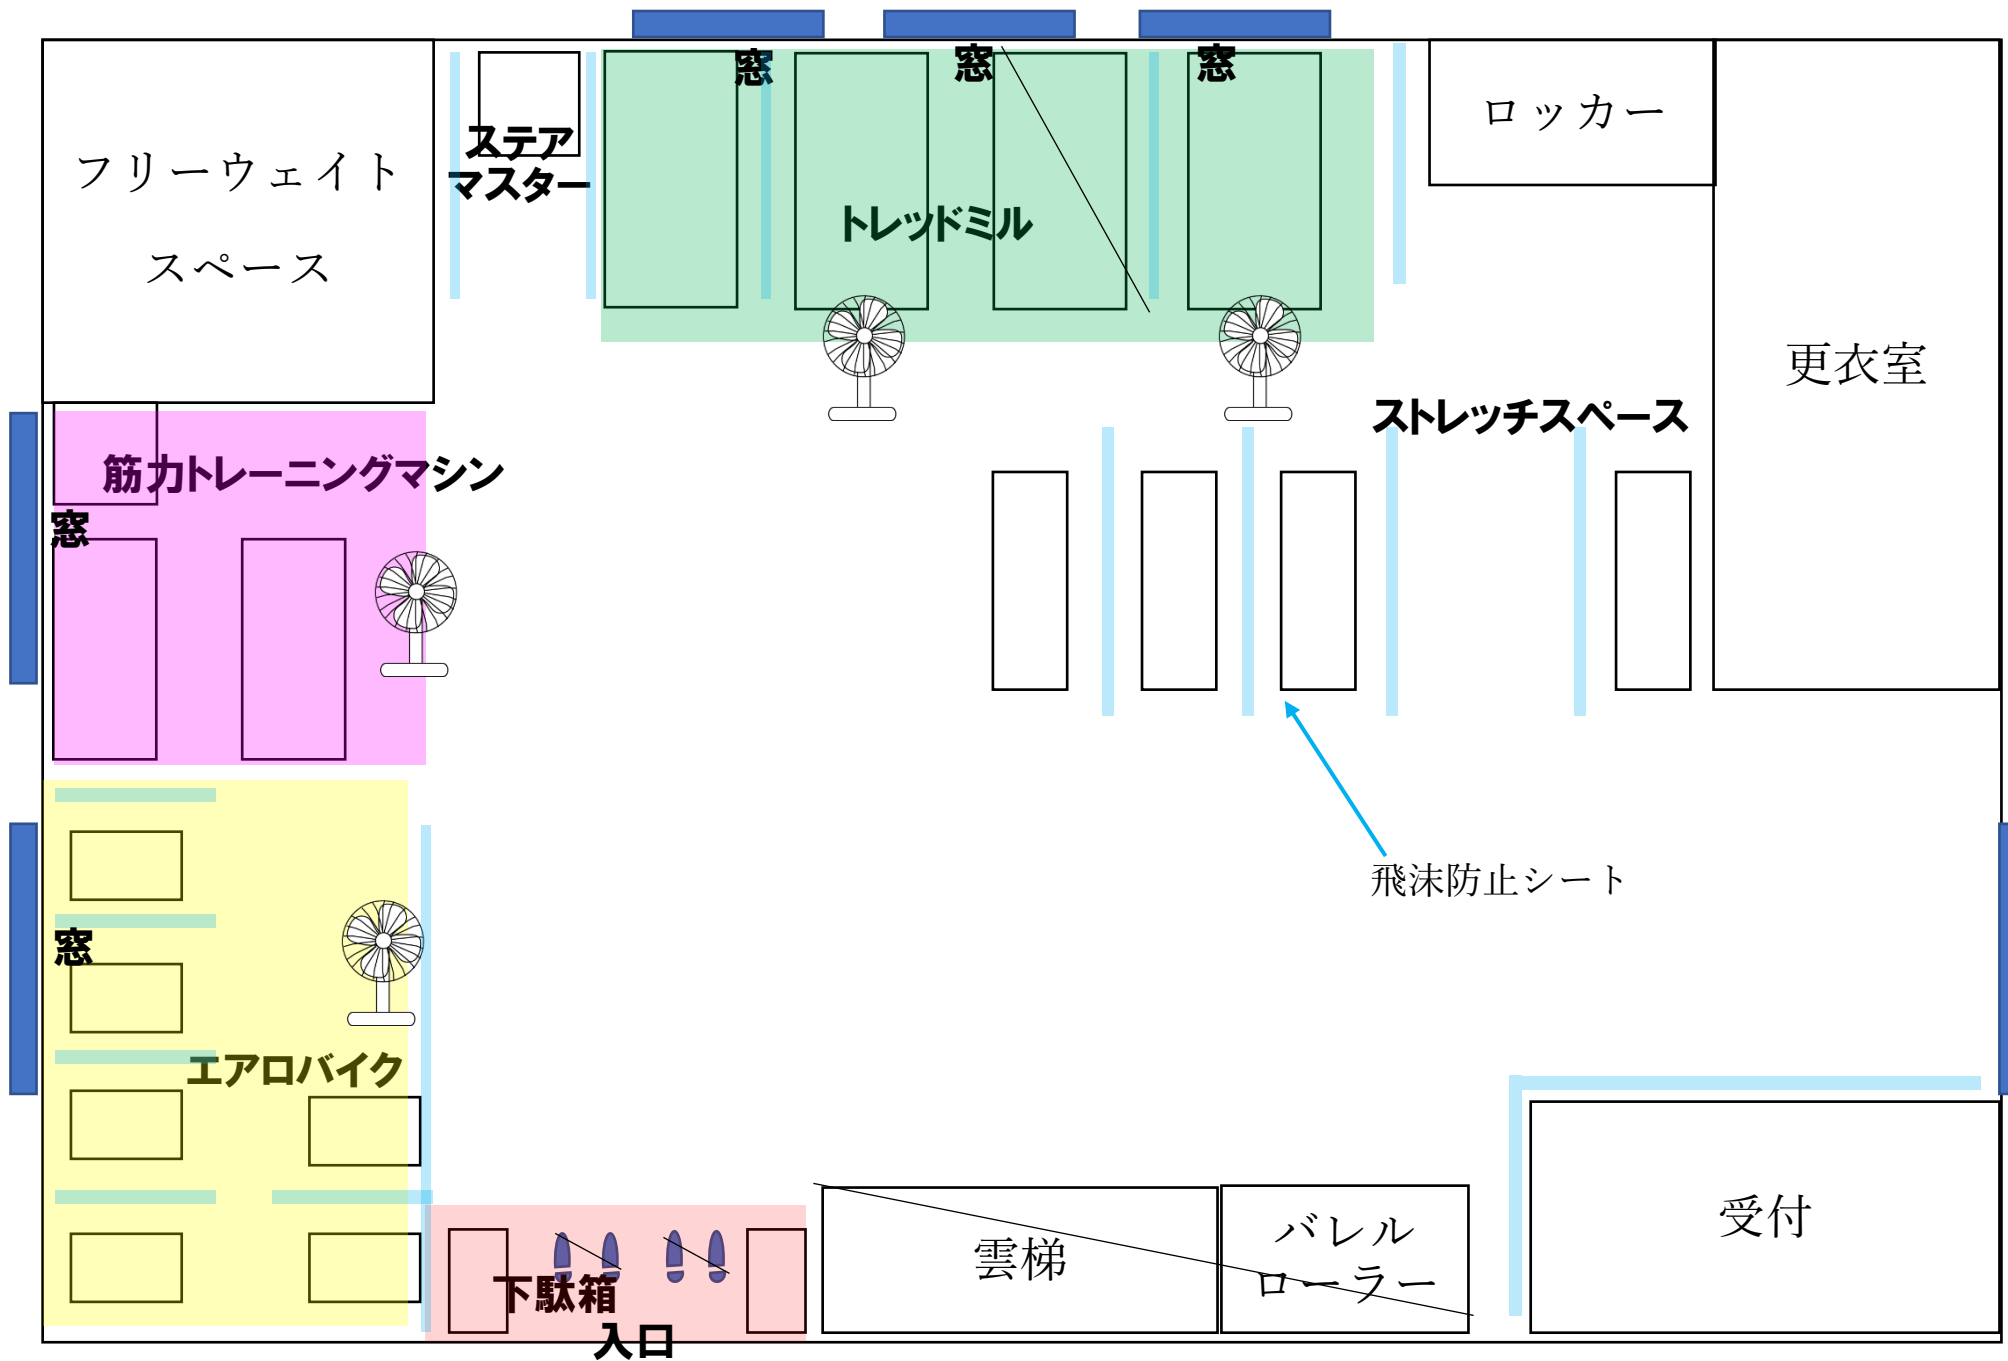 窓
窓
窓
ロッカー
フリーウェイト
スペース
ステア
マスター
トレッドミル
更衣室
ストレッチスペース
筋力トレーニングマシン
窓
飛沫防止シート
窓
エアロバイク
下駄箱
入口
雲梯
バレル
ローラー
受付